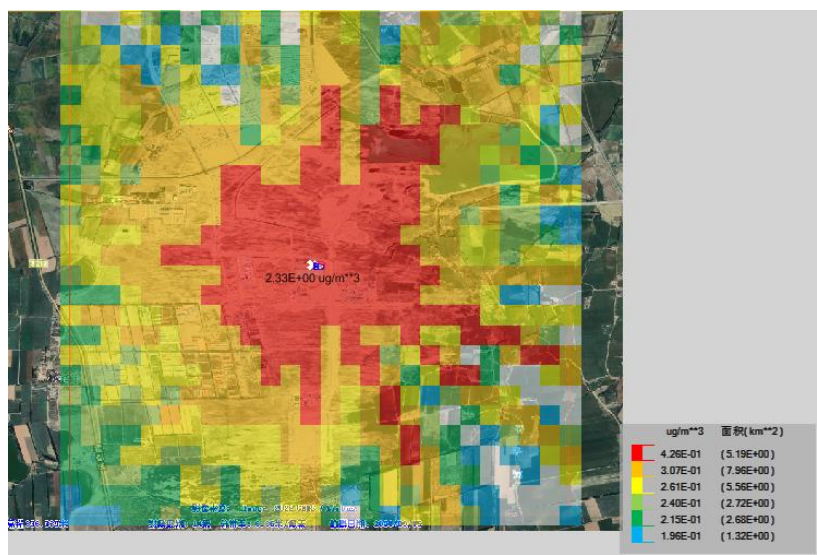 2.33E+00 ug/m**3
ug/m**3 面积(km**2)
4.26E-01 (5.19E+00)
3.07E-01 (7.96E+00)
2.61E-01 (5.56E+00)
2.40E-01 (2.72E+00)
2.15E-01 (2.68E+00)
1.96E-01 (1.32E+00)